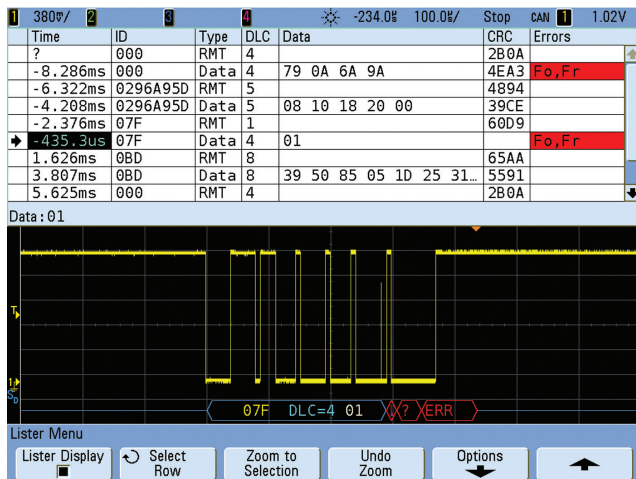 1 380▽/ 2 3 4 -234.0us 100.0us/ Stop CAN 1 1.02V
Time ID Type DLC Data CRC Errors
? 000 RMT 4 2B0A
-8.286ms 000 Data 4 79 0A 6A 9A 4EA3 Fo,Fr
-6.322ms 0296A95D RMT 5 4894
-4.208ms 0296A95D Data 5 08 10 18 20 00 39CE
-2.376ms 07F RMT 1 60D9
-435.3us 07F Data 4 01 Fo,Fr
1.626ms 0BD RMT 8 65AA
3.807ms 0BD Data 8 39 50 85 05 1D 25 31… 5591
5.625ms 000 RMT 4 2B0A
Data:01
T
1
S_D
07F DLC=4 01 ? ERR
Lister Menu
Lister Display Select Row Zoom to Selection Undo Zoom Options